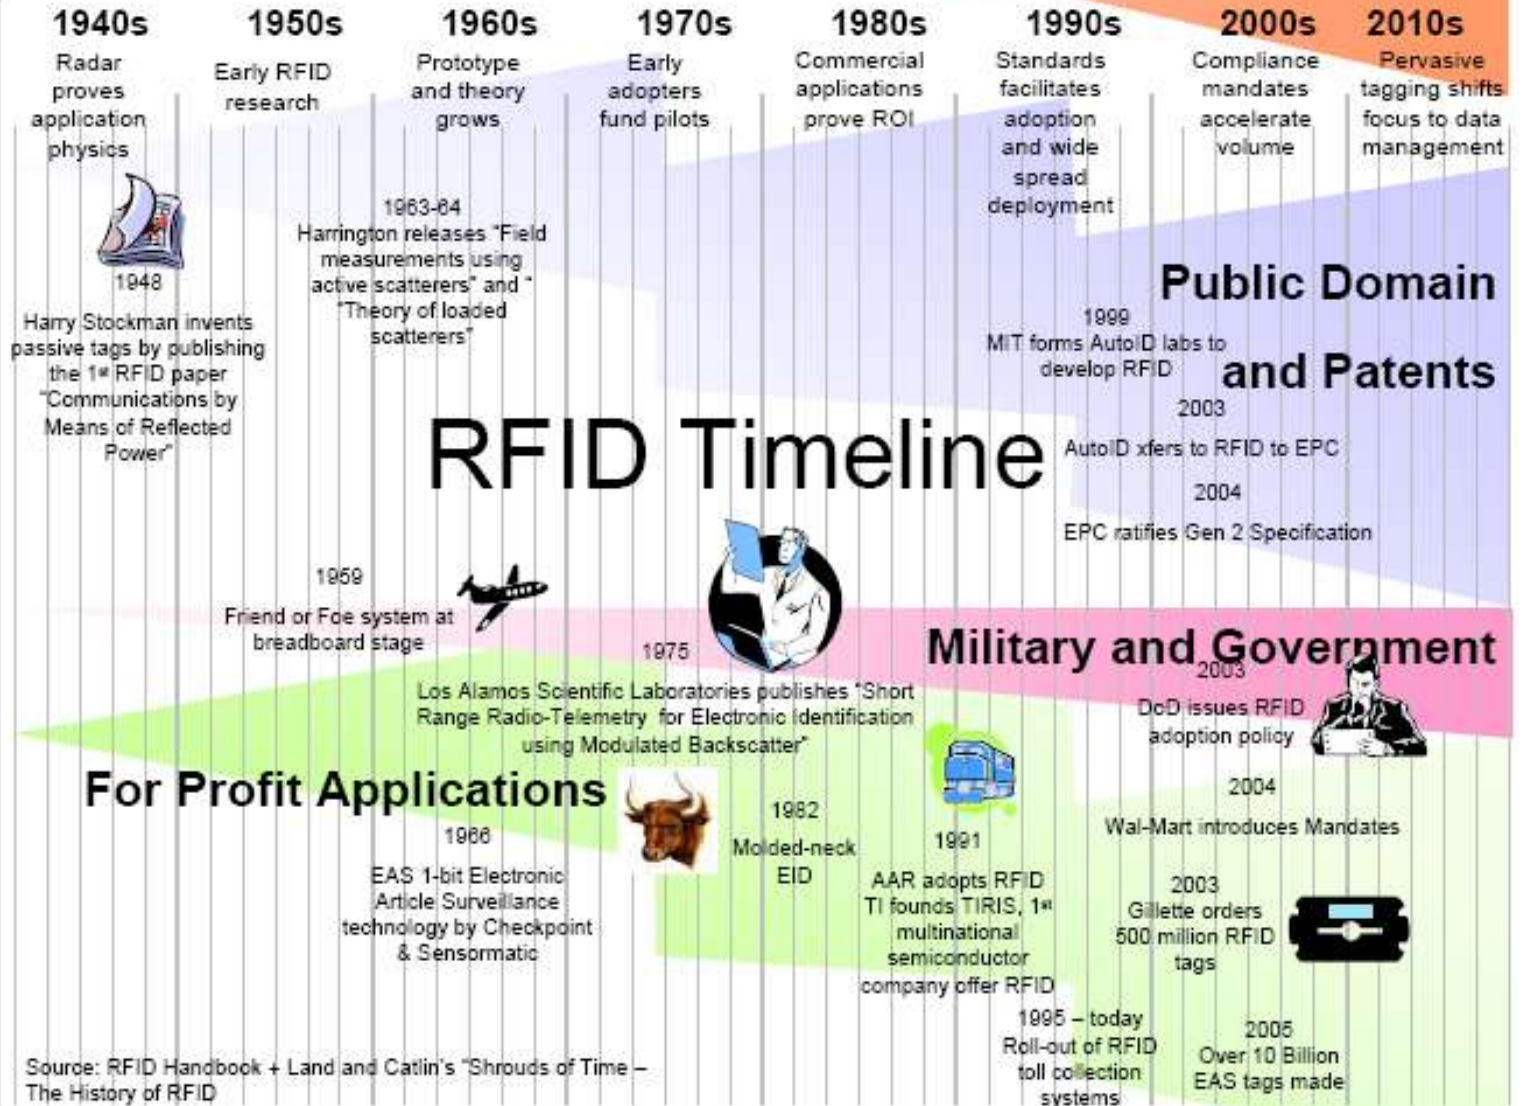 1940s
Radar
proves
application
physics
1950s
Early RFID
research
1960s
Prototype
and theory
grows
1970s
Early
adopters
fund pilots
1980s
Commercial
applications
prove ROI
1990s
Standards
facilitates
adoption
and wide
spread
deployment
2000s
Compliance
mandates
accelerate
volume
2010s
Pervasive
tagging shifts
focus to data
management
1948
Harry Stockman invents
passive tags by publishing
the 1st RFID paper
"Communications by
Means of Reflected
Power"
1963-64
Harrington releases "Field
measurements using
active scatterers" and "
"Theory of loaded
scatterers"
Public Domain
and Patents
1999
MIT forms AutoID labs to
develop RFID
2003
AutoID xfers to RFID to EPC
2004
EPC ratifies Gen 2 Specification
RFID Timeline
1959
Friend or Foe system at
breadboard stage
Military and Government
1975
Los Alamos Scientific Laboratories publishes "Short
Range Radio-Telemetry for Electronic Identification
using Modulated Backscatter"
2003
DoD issues RFID
adoption policy
For Profit Applications
1966
EAS 1-bit Electronic
Article Surveillance
technology by Checkpoint
& Sensormatic
1982
Molded-neck
EID
1991
AAR adopts RFID
TI founds TIRIS, 1st
multinational
semiconductor
company offer RFID
2004
Wal-Mart introduces Mandates
2003
Gillette orders
500 million RFID
tags
1995 – today
Roll-out of RFID
toll collection
systems
2005
Over 10 Billion
EAS tags made
Source: RFID Handbook + Land and Catlin's "Shrouds of Time –
The History of RFID